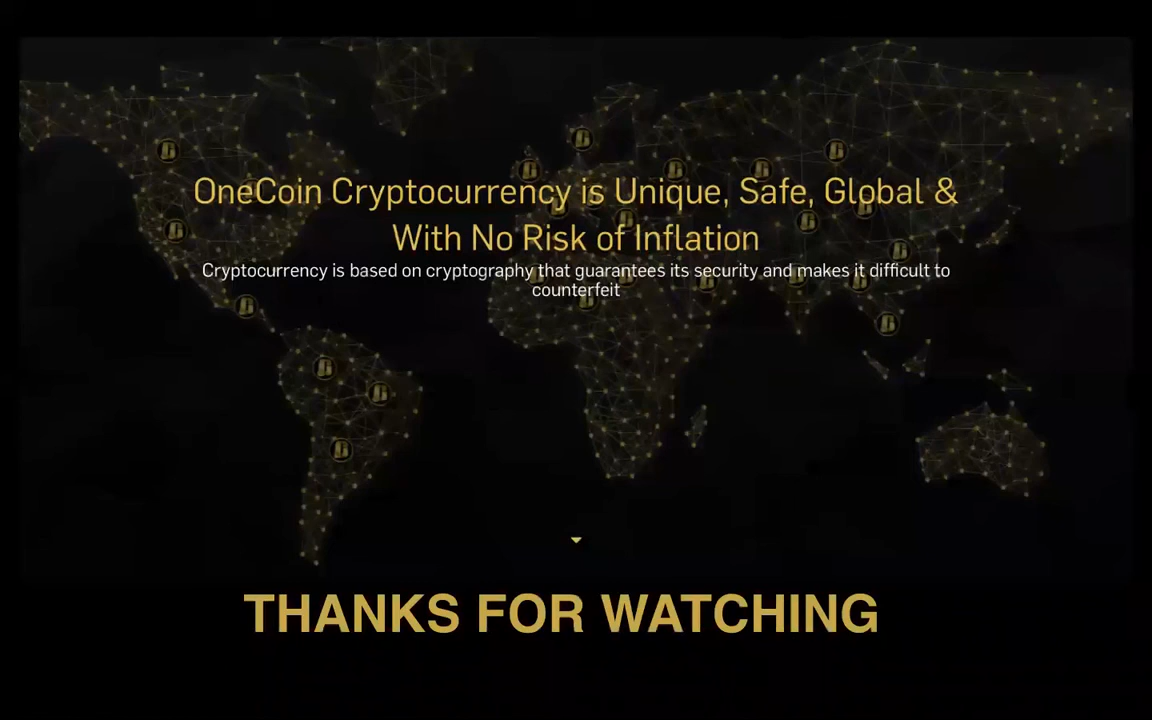 OneCoin Cryptocurrency is Unique, Safe, Global &
With No Risk of Inflation
Cryptocurrency is based on cryptography that guarantees its security and makes it difficult to
counterfeit
THANKS FOR WATCHING